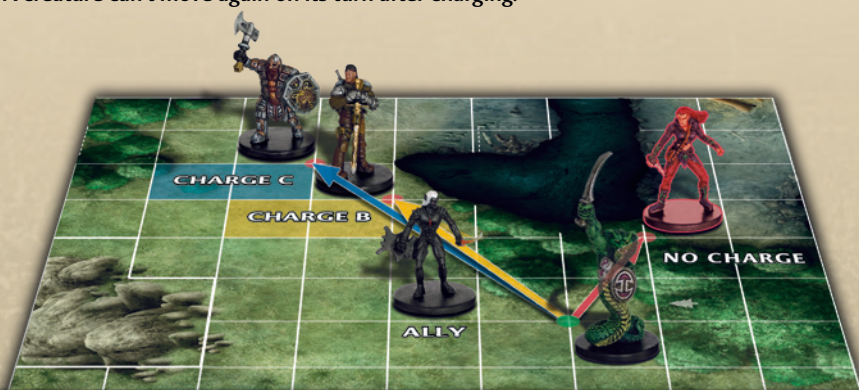 A creature can't move again on its turn after charging.
CHARGE C
CHARGE B
NO CHARGE
ALLY